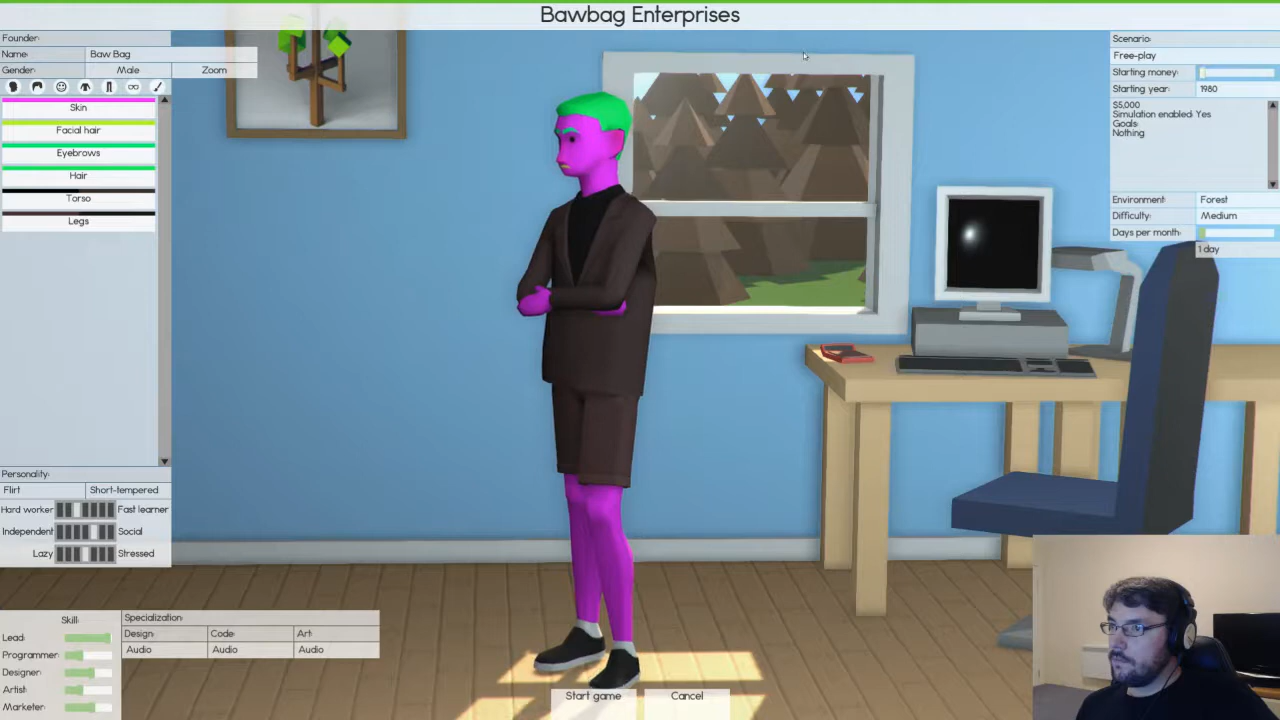 Bawbag Enterprises
Founder:
Name: Baw Bag
Gender: Male Zoom
Skin
Facial hair
Eyebrows
Hair
Torso
Legs
Scenario:
Free-play
Starting money:
Starting year: 1980
$5,000
Simulation enabled: Yes
Goals:
Nothing
Environment: Forest
Difficulty: Medium
Days per month:
1 day
Personality:
Flirt Short-tempered
Hard worker Fast learner
Independent Social
Lazy Stressed
Skill:
Lead:
Programmer:
Designer:
Artist:
Marketer:
Specialization:
Design: Code: Art:
Audio Audio Audio
Start game Cancel